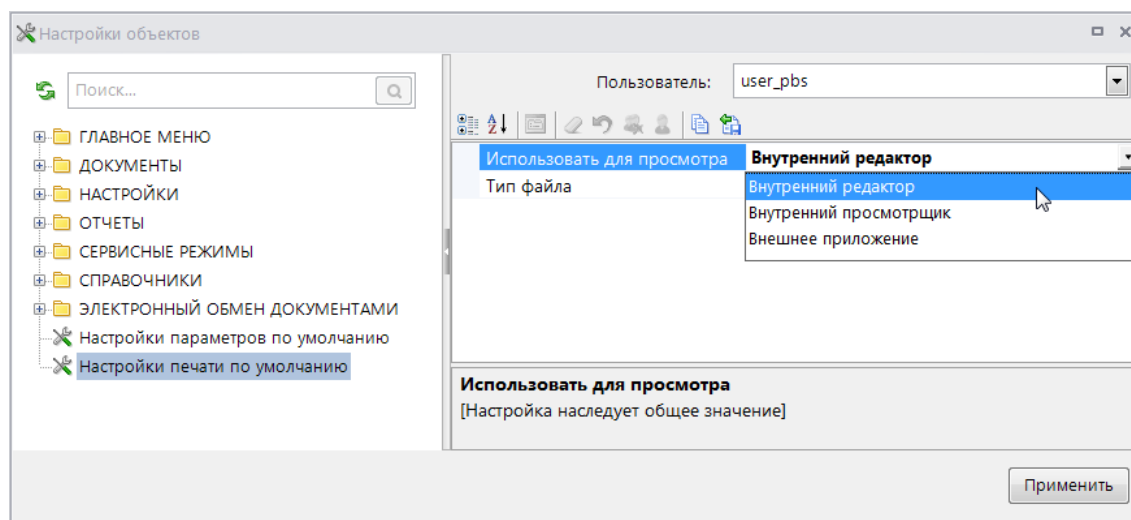 Настройки объектов
Поиск...
ГЛАВНОЕ МЕНЮ
ДОКУМЕНТЫ
НАСТРОЙКИ
ОТЧЕТЫ
СЕРВИСНЫЕ РЕЖИМЫ
СПРАВОЧНИКИ
ЭЛЕКТРОННЫЙ ОБМЕН ДОКУМЕНТАМИ
Настройки параметров по умолчанию
Настройки печати по умолчанию
Пользователь: user_pbs
Использовать для просмотра Внутренний редактор
Тип файла
Внутренний редактор
Внутренний просмотрщик
Внешнее приложение
Использовать для просмотра
[Настройка наследует общее значение]
Применить